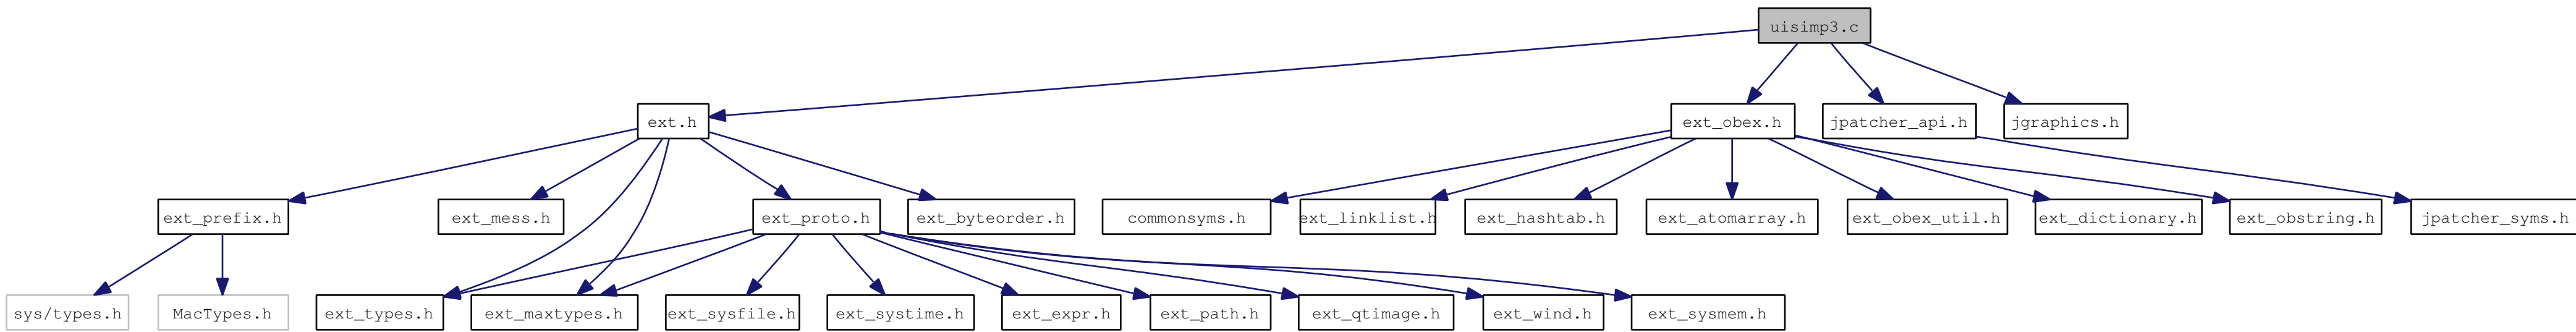 uisimp3.c
ext.h
ext_obex.h
jpatcher_api.h
jgraphics.h
ext_prefix.h
ext_mess.h
ext_proto.h
ext_byteorder.h
commonsyms.h
ext_linklist.h
ext_hashtab.h
ext_atomarray.h
ext_obex_util.h
ext_dictionary.h
ext_obstring.h
jpatcher_syms.h
sys/types.h
MacTypes.h
ext_types.h
ext_maxtypes.h
ext_sysfile.h
ext_systime.h
ext_expr.h
ext_path.h
ext_qtimage.h
ext_wind.h
ext_sysmem.h